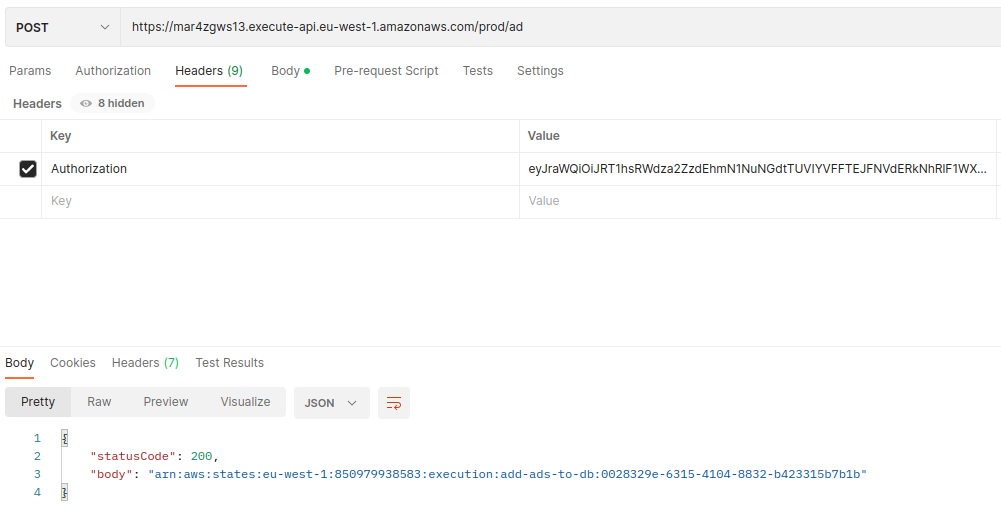 POST https://mar4zgws13.execute-api.eu-west-1.amazonaws.com/prod/ad
Params Authorization Headers (9) Body Pre-request Script Tests Settings
Headers 8 hidden
Key Value
Authorization eyJraWQiOiJRT1hsRWdza2ZzdEhmN1NuNGdtTUVIYVFFTEJFNVdERkNhRlF1WX...
Key Value
Body Cookies Headers (7) Test Results
Pretty Raw Preview Visualize JSON
1 {
2 "statusCode": 200,
3 "body": "arn:aws:states:eu-west-1:850979938583:execution:add-ads-to-db:0028329e-6315-4104-8832-b423315b7b1b"
4 }